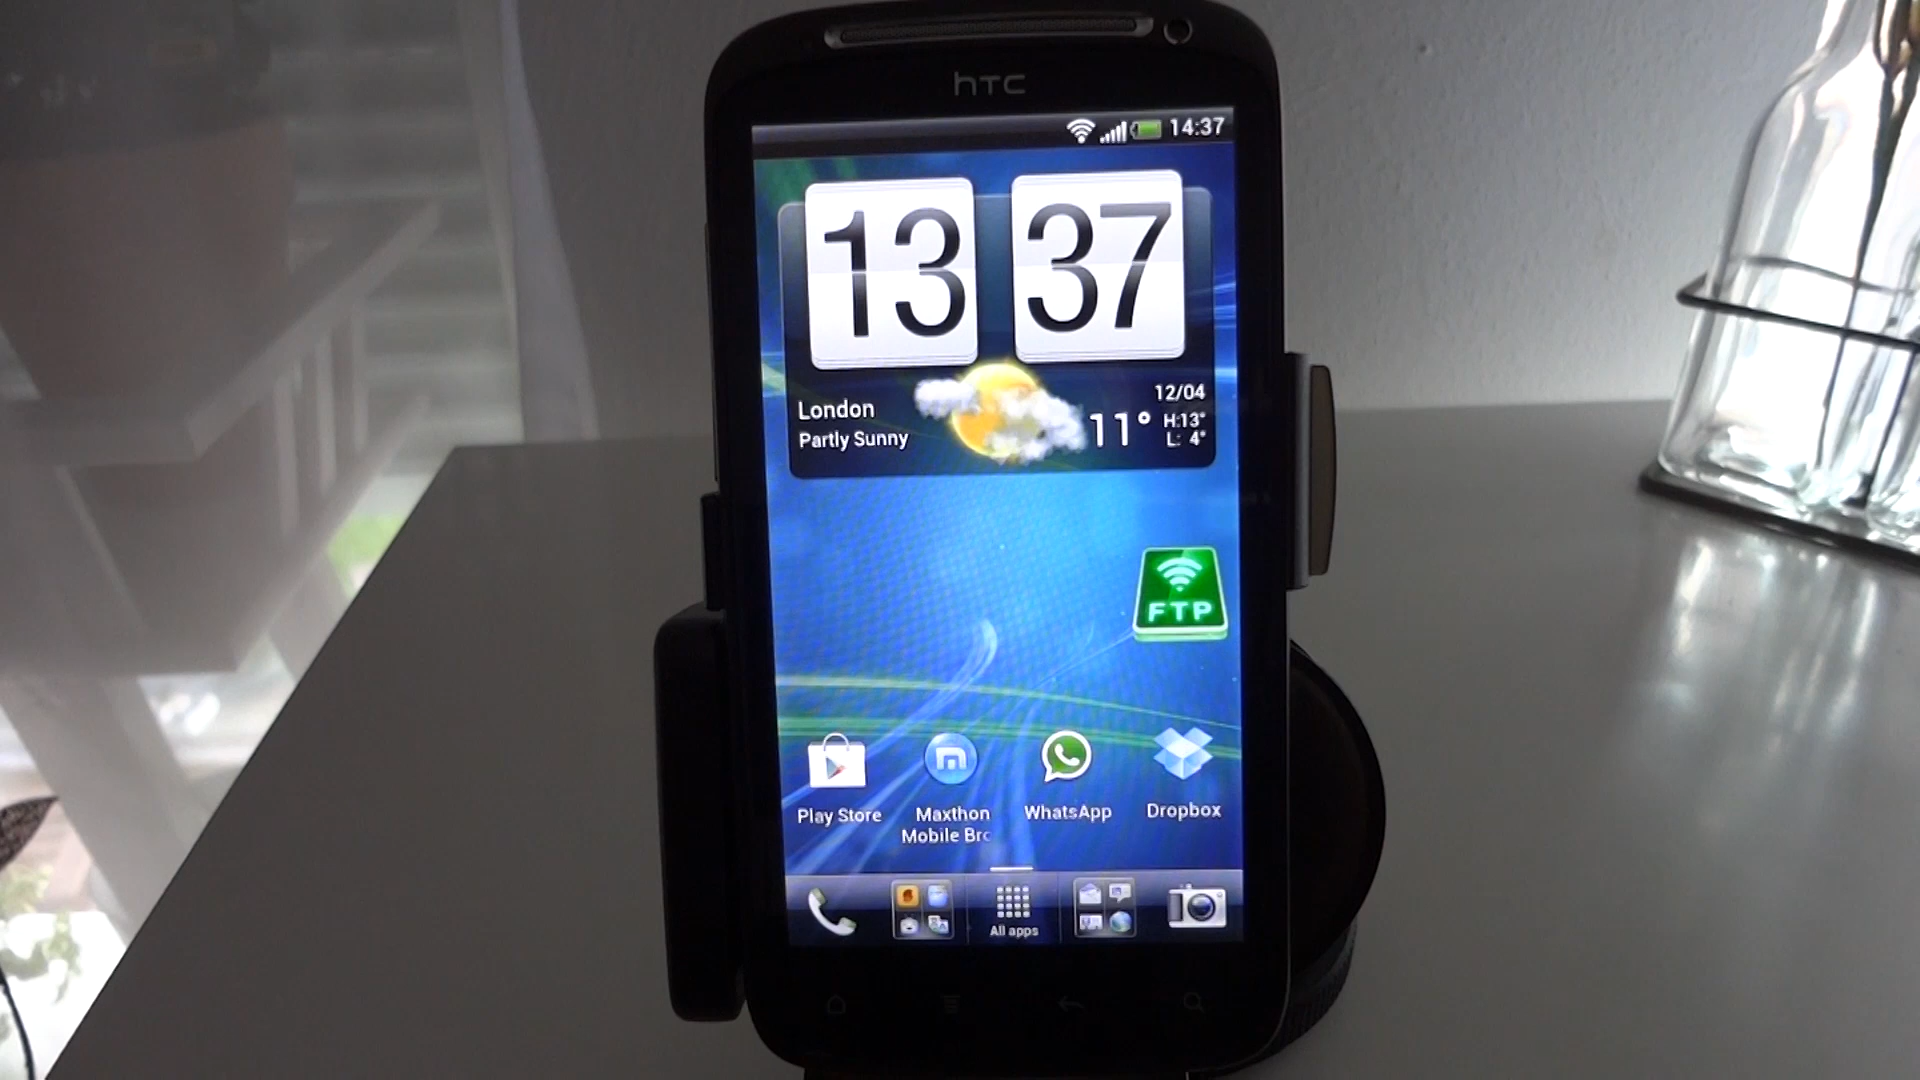 hTC
14:37
13 37
12/04
London
11° H:13°
Partly Sunny
L: 4°
FTP
Play Store
Maxthon
Mobile Brc
WhatsApp
Dropbox
All apps